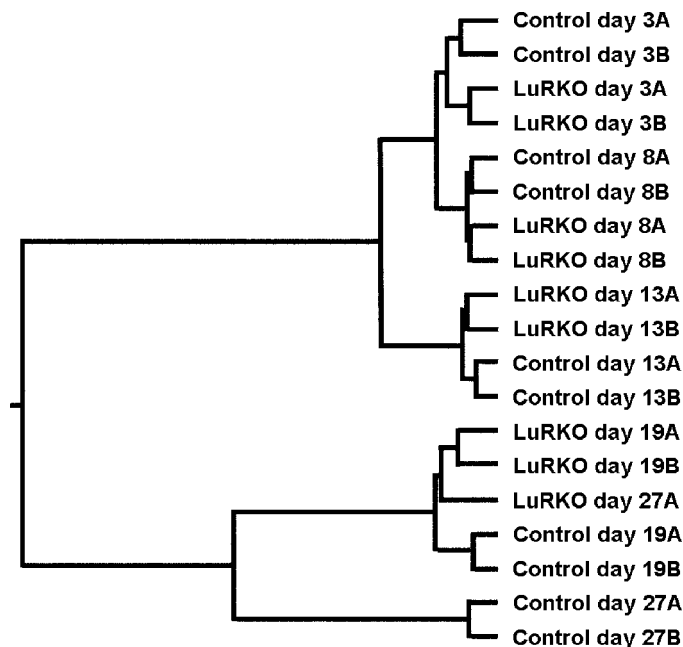 Control day 3A
Control day 3B
LuRKO day 3A
LuRKO day 3B
Control day 8A
Control day 8B
LuRKO day 8A
LuRKO day 8B
LuRKO day 13A
LuRKO day 13B
Control day 13A
Control day 13B
LuRKO day 19A
LuRKO day 19B
LuRKO day 27A
Control day 19A
Control day 19B
Control day 27A
Control day 27B